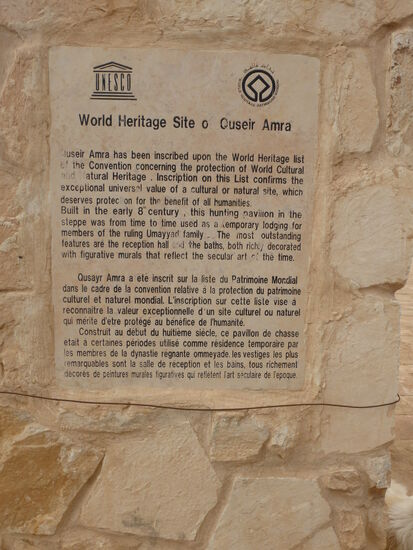 UNESCO
World Heritage Site o Quseir Amra
Quseir Amra has been inscribed upon the World Heritage list
of the Convention concerning the protection of World Cultural
and Natural Heritage . Inscription on this List confirms the
exceptional universal value of a cultural or natural site, which
deserves protec on for the benefit of all humanities.
Built in the early 8 century , this hunting pavilion in the
steppe was from time to time used as a temporary lodging for
members of the ruling Umayyad family . The most outstanding
features are the reception hall and the baths, both richly decorated
with figurative murals that reflect the secular art of the time.
Qusayr Amra a ete inscrit sur la liste du Patrimoine Mondial
dans le cadre de la convention relative à la protection du patrimoine
culturel et naturel mondial. L'inscription sur cette liste vise à
reconnaitre la valeur exceptionnelle d'un site culturel ou naturel
qui mérite d'etre protégé au bénéfice de l'humanité.
Construit au début du huitième siècle, ce pavillon de chasse
etait à certaines périodes utilisé comme résidence temporaire par
les membres de la dynastie régnante ommeyade. les vestiges les plus
remarquables sont la salle de reception et les bains, tous richement
décorés de peintures murales figuratives qui reflètent l'art séculaire de l'epoque.